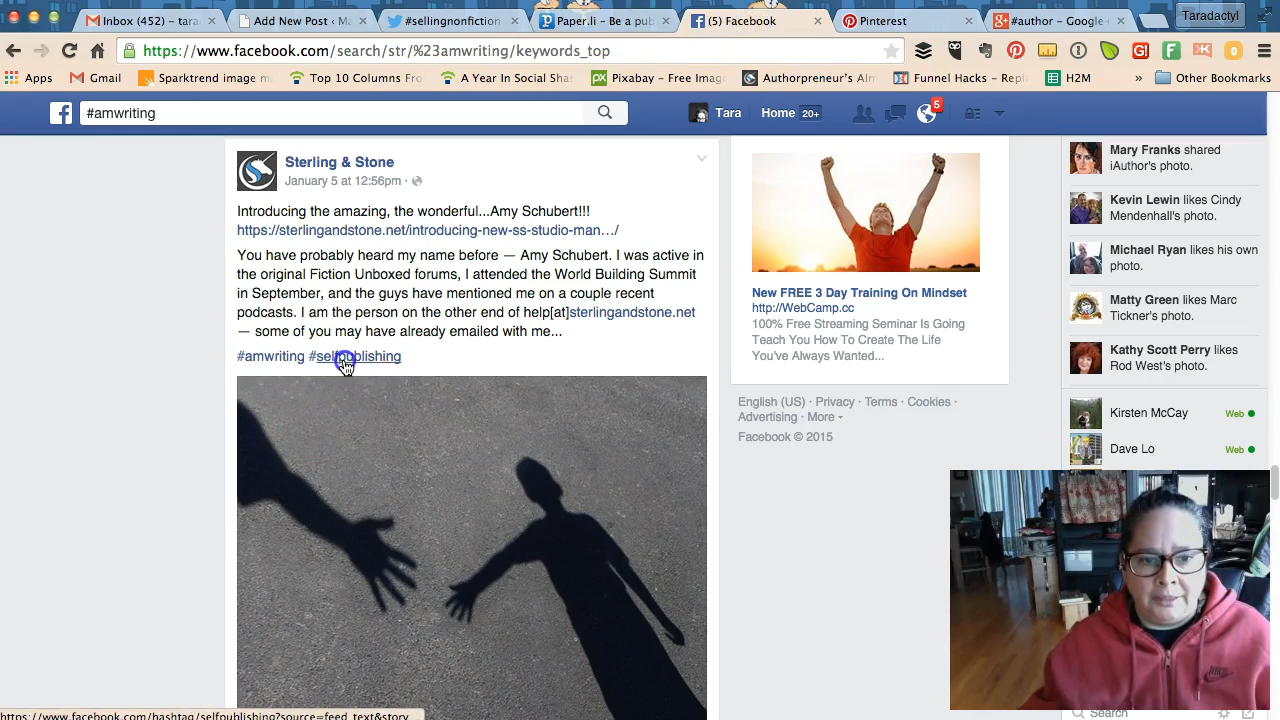 Inbox (452) – tara
Add New Post ‹ Ma
#sellingnonfiction
Paper.li – Be a pub
(5) Facebook
Pinterest
#author – Google+
Taradactyl
https://www.facebook.com/search/str/%23amwriting/keywords_top
Apps
Gmail
Sparktrend image m
Top 10 Columns Fro
A Year In Social Shar
Pixabay – Free Imag
Authorpreneur's Alm
Funnel Hacks – Repl
H2M
»
Other Bookmarks
#amwriting
Tara
Home 20+
5
Sterling & Stone
January 5 at 12:56pm ·
Introducing the amazing, the wonderful...Amy Schubert!!!
https://sterlingandstone.net/introducing-new-ss-studio-man…/
You have probably heard my name before — Amy Schubert. I was active in
the original Fiction Unboxed forums, I attended the World Building Summit
in September, and the guys have mentioned me on a couple recent
podcasts. I am the person on the other end of help[at]sterlingandstone.net
— some of you may have already emailed with me...
#amwriting #selfpublishing
New FREE 3 Day Training On Mindset
http://WebCamp.cc
100% Free Streaming Seminar Is Going
Teach You How To Create The Life
You've Always Wanted...
English (US) · Privacy · Terms · Cookies ·
Advertising · More
Facebook © 2015
Mary Franks shared
iAuthor's photo.
Kevin Lewin likes Cindy
Mendenhall's photo.
Michael Ryan likes his own
photo.
Matty Green likes Marc
Tickner's photo.
Kathy Scott Perry likes
Rod West's photo.
Kirsten McCay Web
Dave Lo Web
NIKE
Search
https://www.facebook.com/hashtag/selfpublishing?source=feed_text&story...